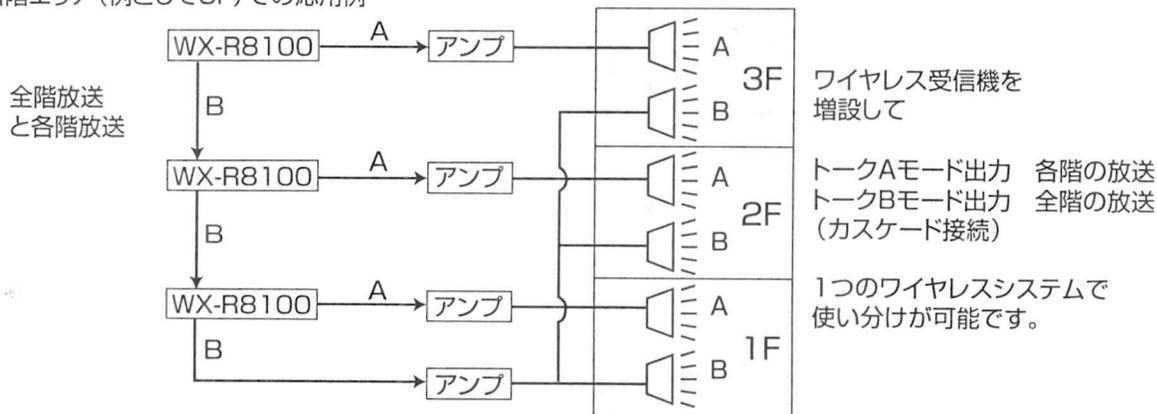 全階放送
と各階放送
WX-R8100
A
アンプ
B
WX-R8100
A
アンプ
B
WX-R8100
A
アンプ
B
アンプ
A
3F
B
A
2F
B
A
1F
B
ワイヤレス受信機を
増設して
トークAモード出力 各階の放送
トークBモード出力 全階の放送
(カスケード接続)
1つのワイヤレスシステムで
使い分けが可能です。